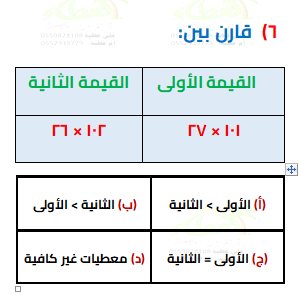 ٦) قارن بين:
القيمة الأولى القيمة الثانية
١٠١ × ٢٧ ١٠٢ × ٢٦
(أ) الأولى > الثانية (ب) الثانية > الأولى
(ج) الأولى = الثانية (د) معطيات غير كافية